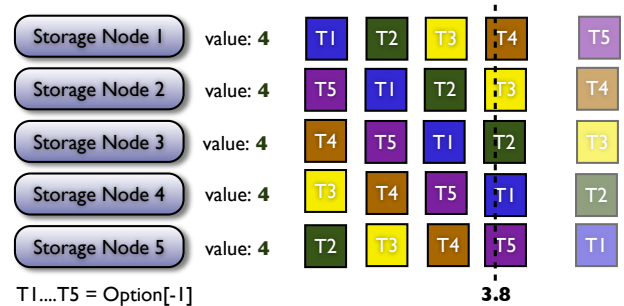 Storage Node 1 value: 4 T1 T2 T3 T4 T5
Storage Node 2 value: 4 T5 T1 T2 T3 T4
Storage Node 3 value: 4 T4 T5 T1 T2 T3
Storage Node 4 value: 4 T3 T4 T5 T1 T2
Storage Node 5 value: 4 T2 T3 T4 T5 T1
T1....T5 = Option[-1] 3.8